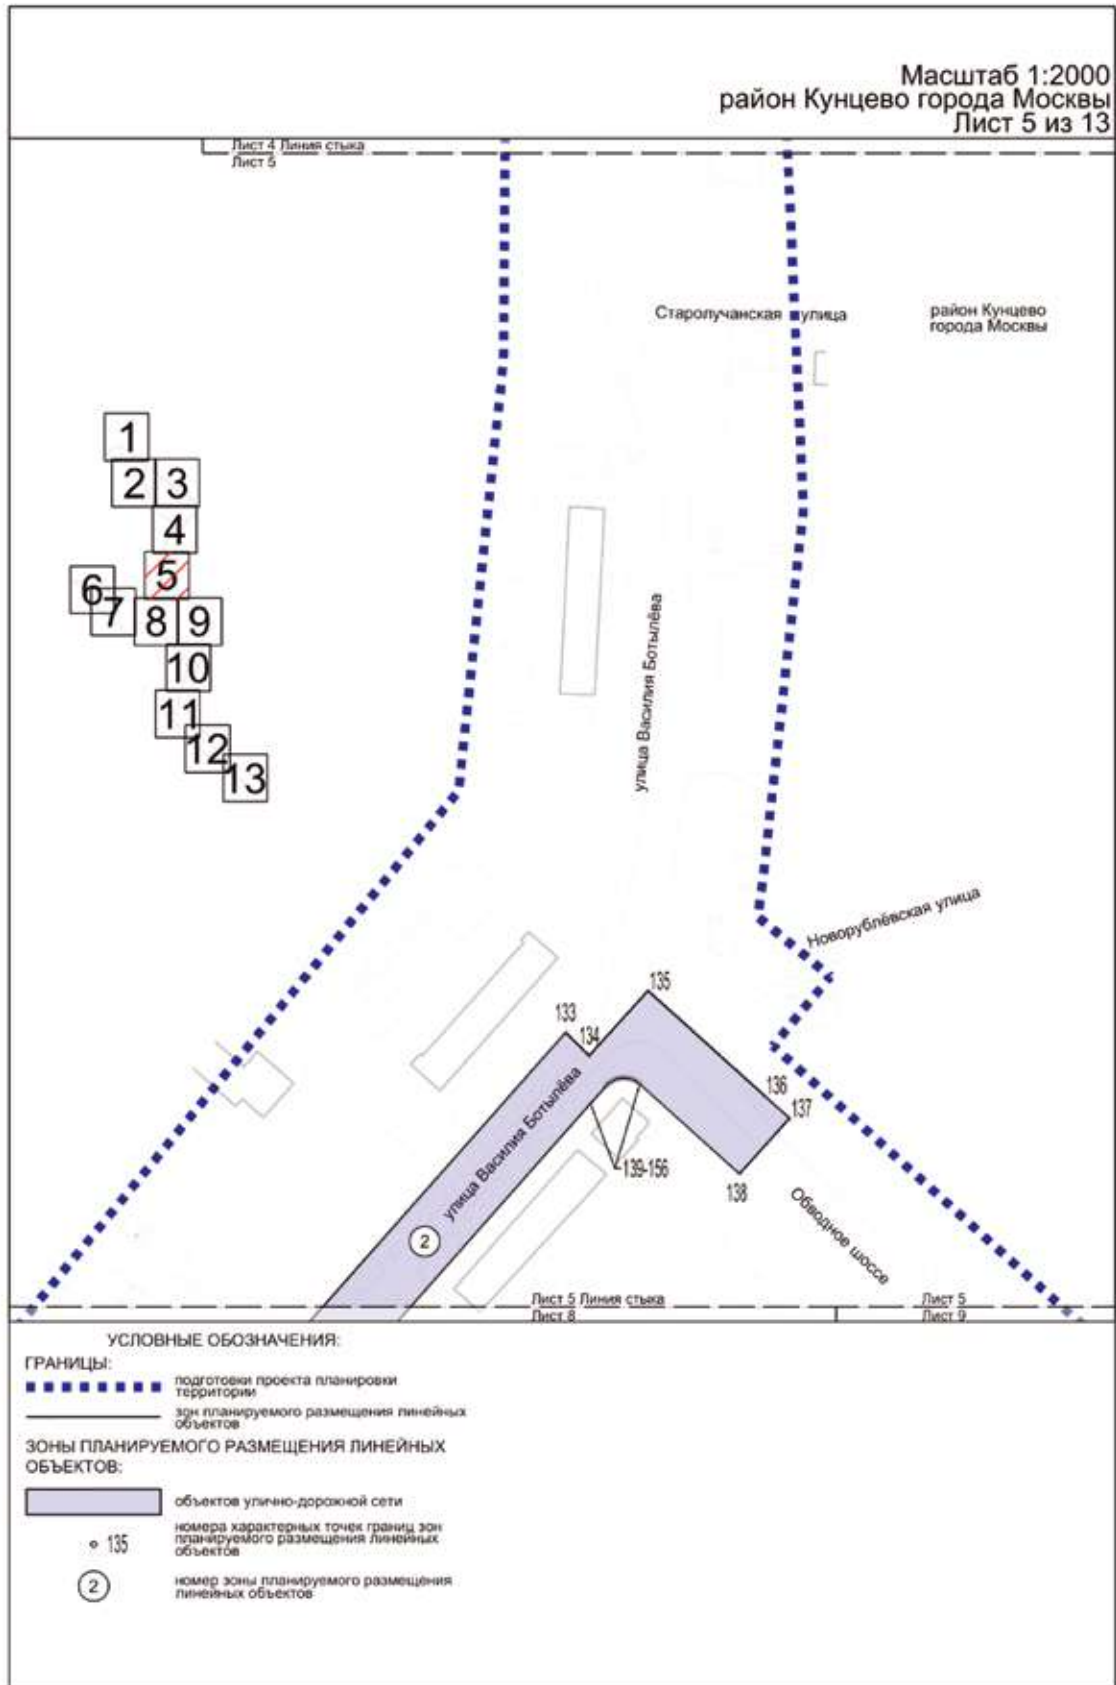 Масштаб 1:2000
район Кунцево города Москвы
Лист 5 из 13
Лист 4 Линия стыка
Лист 5
Старолучанская улица
район Кунцево
города Москвы
1
2
3
4
5
6
7
8
9
10
11
12
13
улица Василия Ботылёва
Новорублёвская улица
135
133
134
136
137
139-156
138
улица Василия Ботылёва
2
Обводное шоссе
Лист 5 Линия стыка
Лист 8
Лист 5
Лист 9
УСЛОВНЫЕ ОБОЗНАЧЕНИЯ:
ГРАНИЦЫ:
подготовки проекта планировки
территории
зон планируемого размещения линейных
объектов
ЗОНЫ ПЛАНИРУЕМОГО РАЗМЕЩЕНИЯ ЛИНЕЙНЫХ
ОБЪЕКТОВ:
объектов улично-дорожной сети
135
номера характерных точек границ зон
планируемого размещения линейных
объектов
2
номер зоны планируемого размещения
линейных объектов